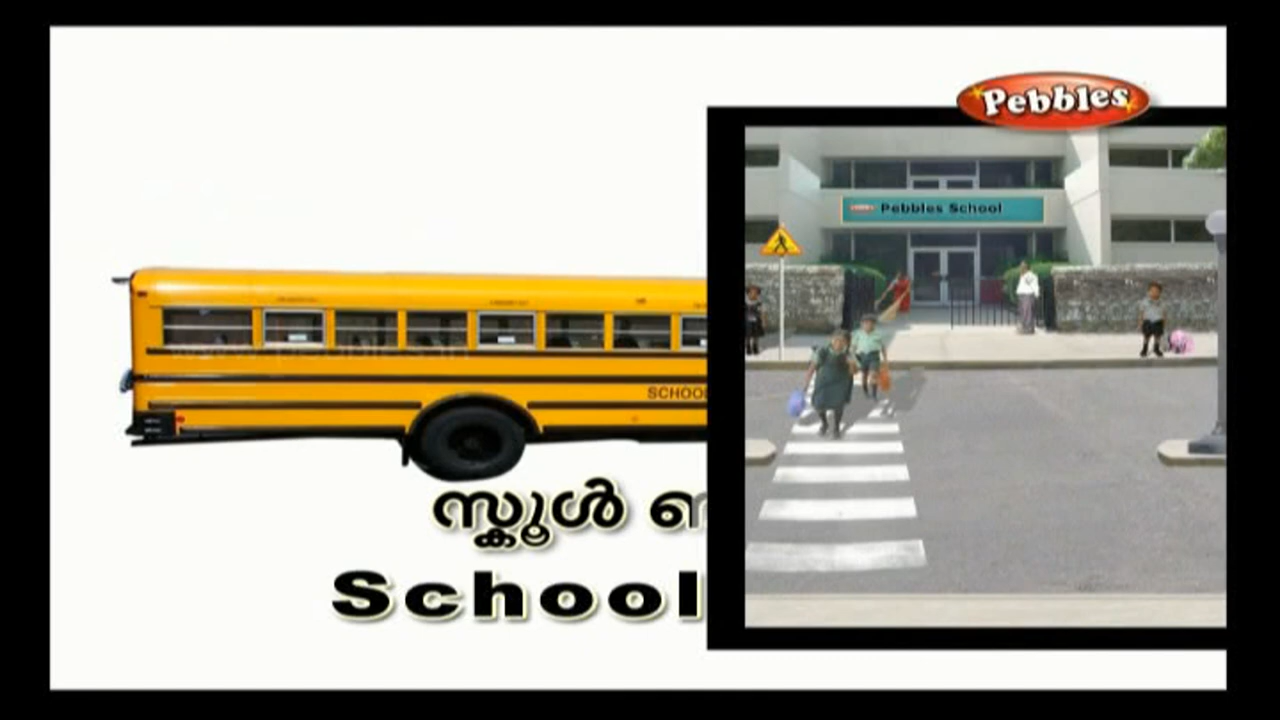 Pebbles
Pebbles School
SCHOOL
സ്കൂൾ
School